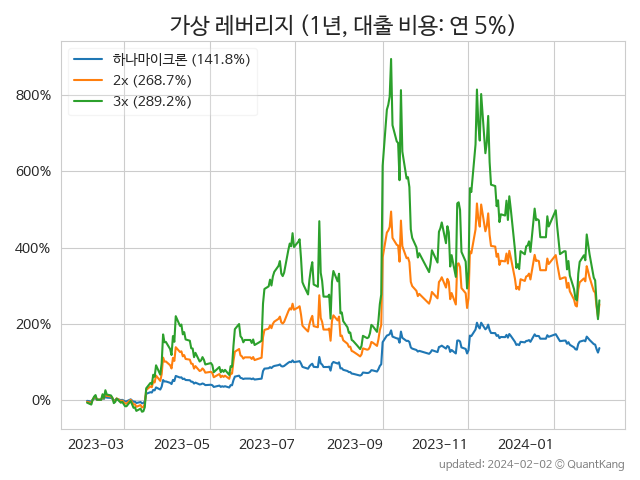 가상 레버리지 (1년, 대출 비용: 연 5%)
하나마이크론 (141.8%)
2x (268.7%)
3x (289.2%)
800%
600%
400%
200%
0%
2023-03 2023-05 2023-07 2023-09 2023-11 2024-01
updated: 2024-02-02 © QuantKang